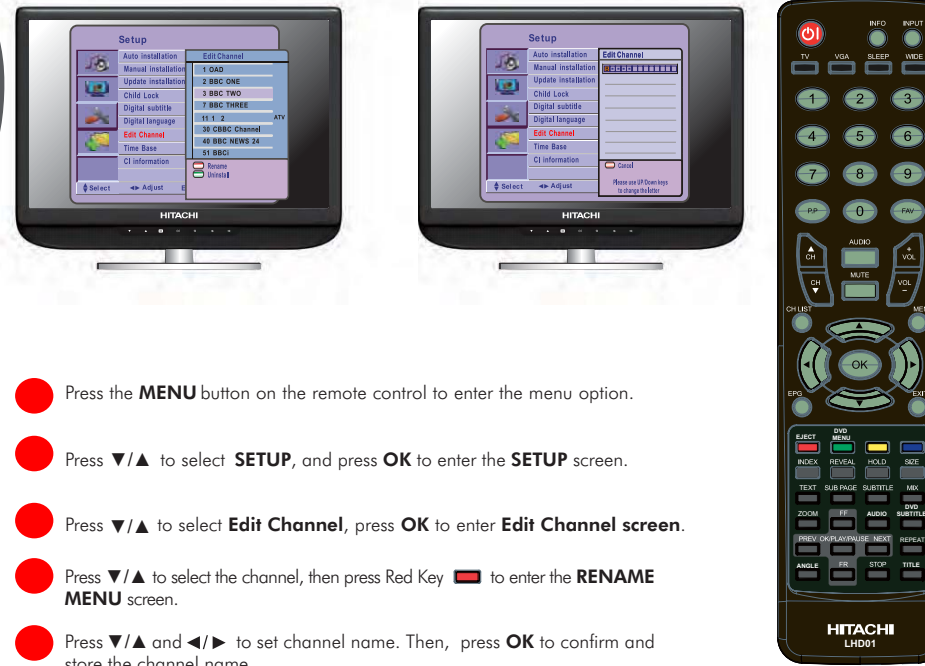 Setup
Auto installation
Manual installation
Update installation
Child Lock
Digital subtitle
Digital language
Edit Channel
Time Base
CI information
Select
Adjust
E
Edit Channel
1 OAD
2 BBC ONE
3 BBC TWO
7 BBC THREE
11 1 2 ATV
30 CBBC Channel
40 BBC NEWS 24
51 BBCi
Rename
Uninstall
HITACHI
Setup
Auto installation
Manual installation
Update installation
Child Lock
Digital subtitle
Digital language
Edit Channel
Time Base
CI information
Select
Adjust
Edit Channel
Cancel
Please use UP/Down keys
to change the letter
HITACHI
Press the MENU button on the remote control to enter the menu option.
Press ▼/▲ to select SETUP, and press OK to enter the SETUP screen.
Press ▼/▲ to select Edit Channel, press OK to enter Edit Channel screen.
Press ▼/▲ to select the channel, then press Red Key to enter the RENAME
MENU screen.
Press ▼/▲ and ◄/► to set channel name. Then, press OK to confirm and
store the channel name
INFO INPUT
TV VGA SLEEP WIDE
1 2 3
4 5 6
7 8 9
P.P 0 FAV
AUDIO
CH + VOL
MUTE
CH VOL −
CH LIST ME
OK
EPG EXI
EJECT DVD MENU
INDEX REVEAL HOLD SIZE
TEXT SUB PAGE SUBTITLE MIX
ZOOM FF AUDIO DVD SUBTITLE
PREV OK/PLAY/PAUSE NEXT REPEAT
ANGLE FR STOP TITLE
HITACHI
LHD01